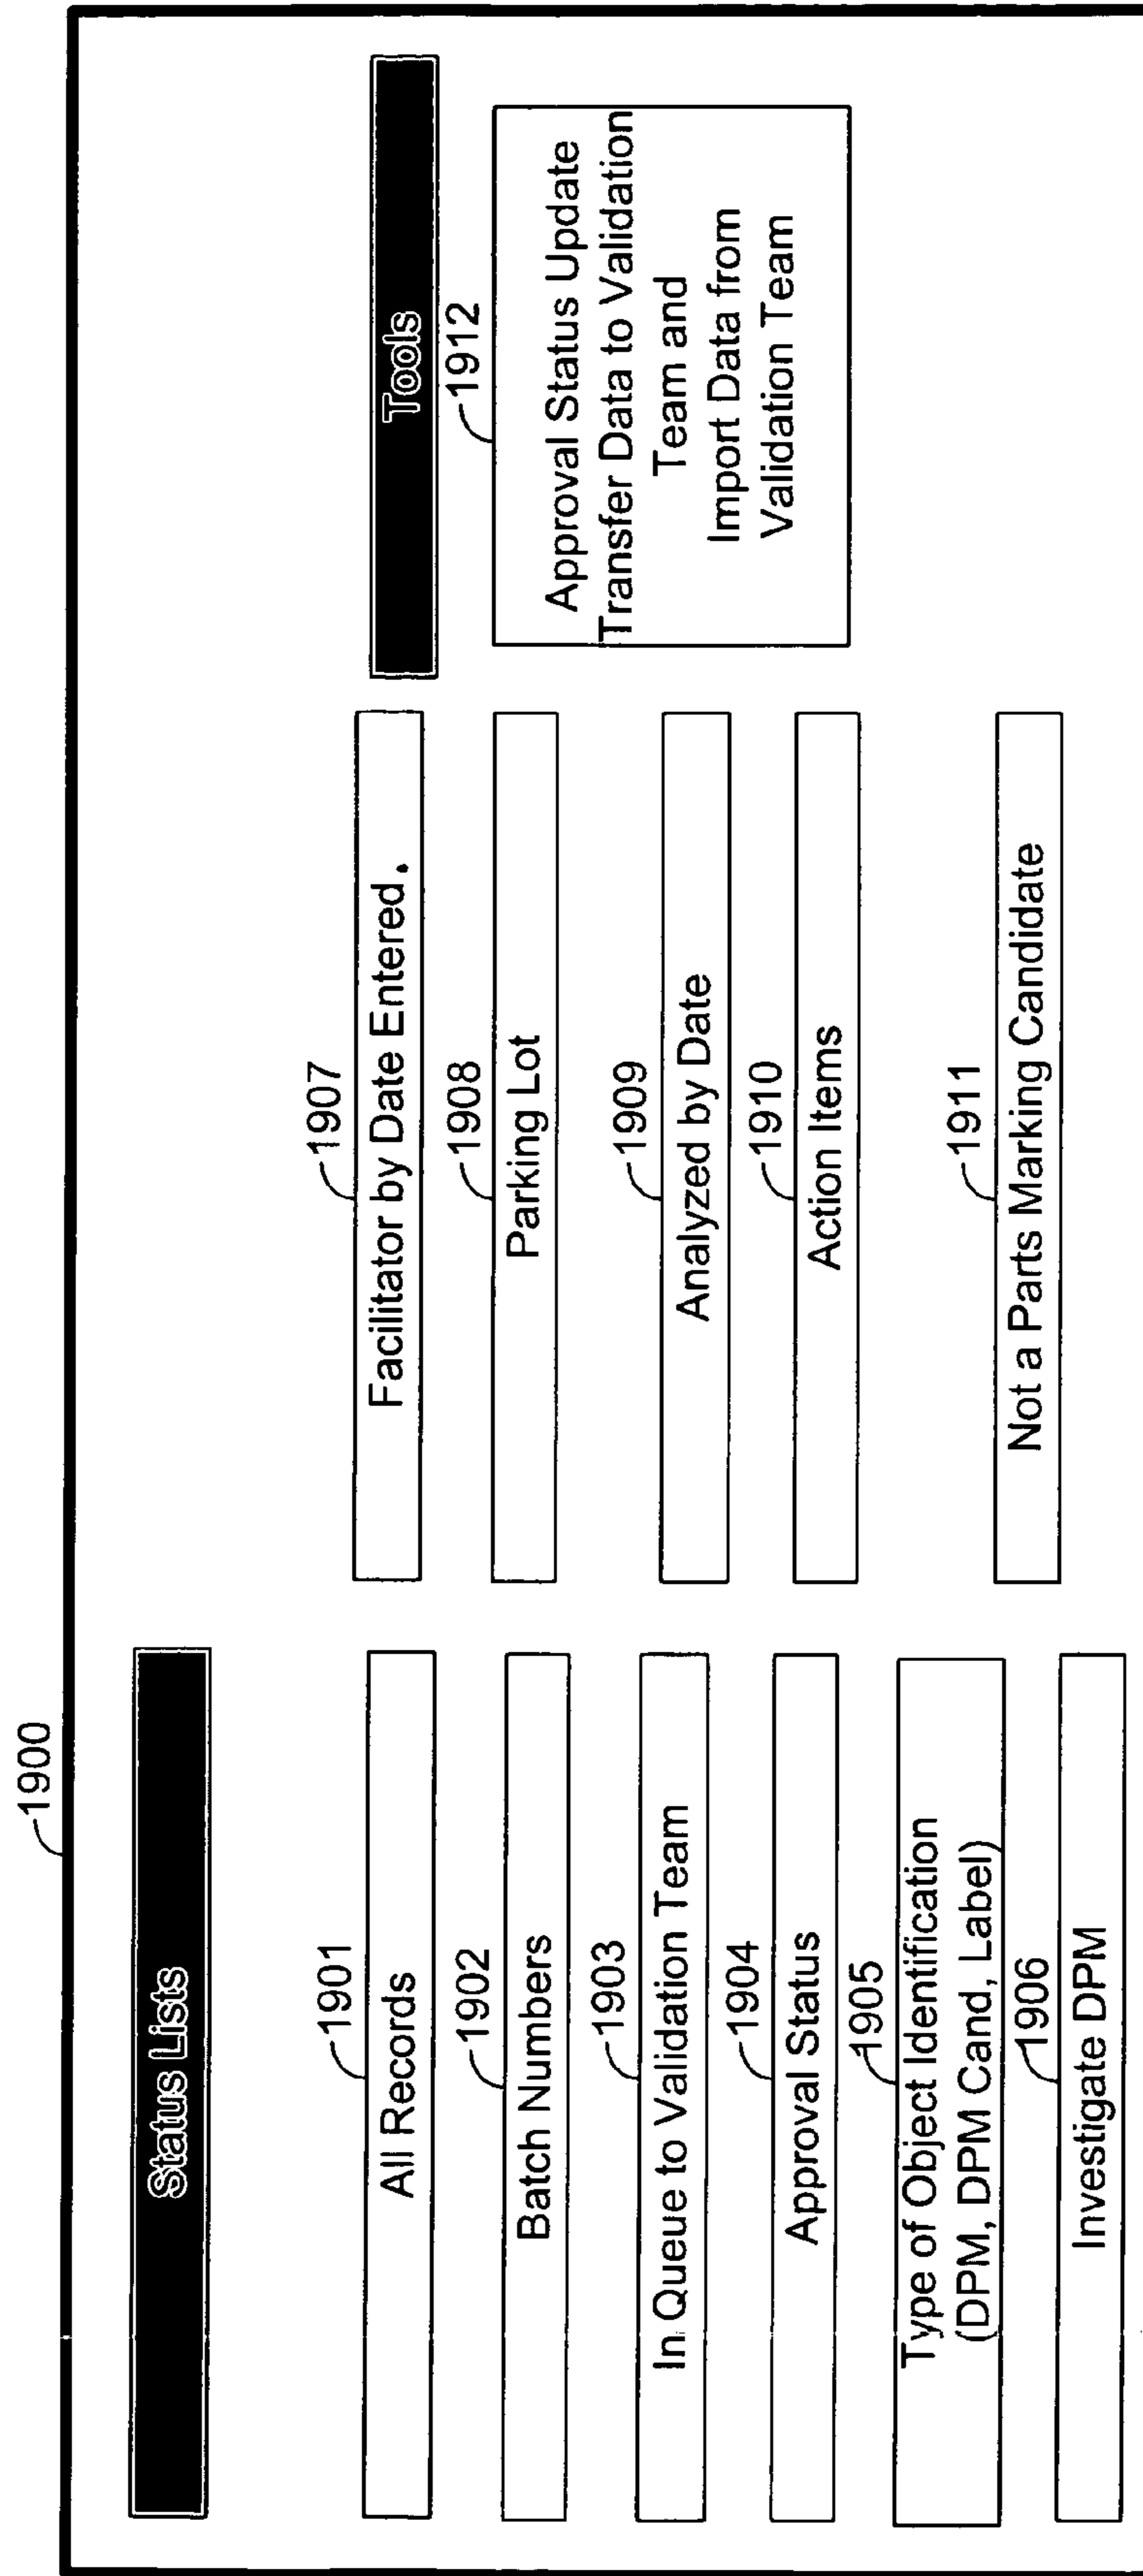 1900
Status Lists
1901
All Records
1902
Batch Numbers
1903
In Queue to Validation Team
1904
Approval Status
1905
Type of Object Identification
(DPM, DPM Cand, Label)
1906
Investigate DPM
1907
Facilitator by Date Entered.
1908
Parking Lot
1909
Analyzed by Date
1910
Action Items
1911
Not a Parts Marking Candidate
Tools
1912
Approval Status Update
Transfer Data to Validation
Team and
Import Data from
Validation Team